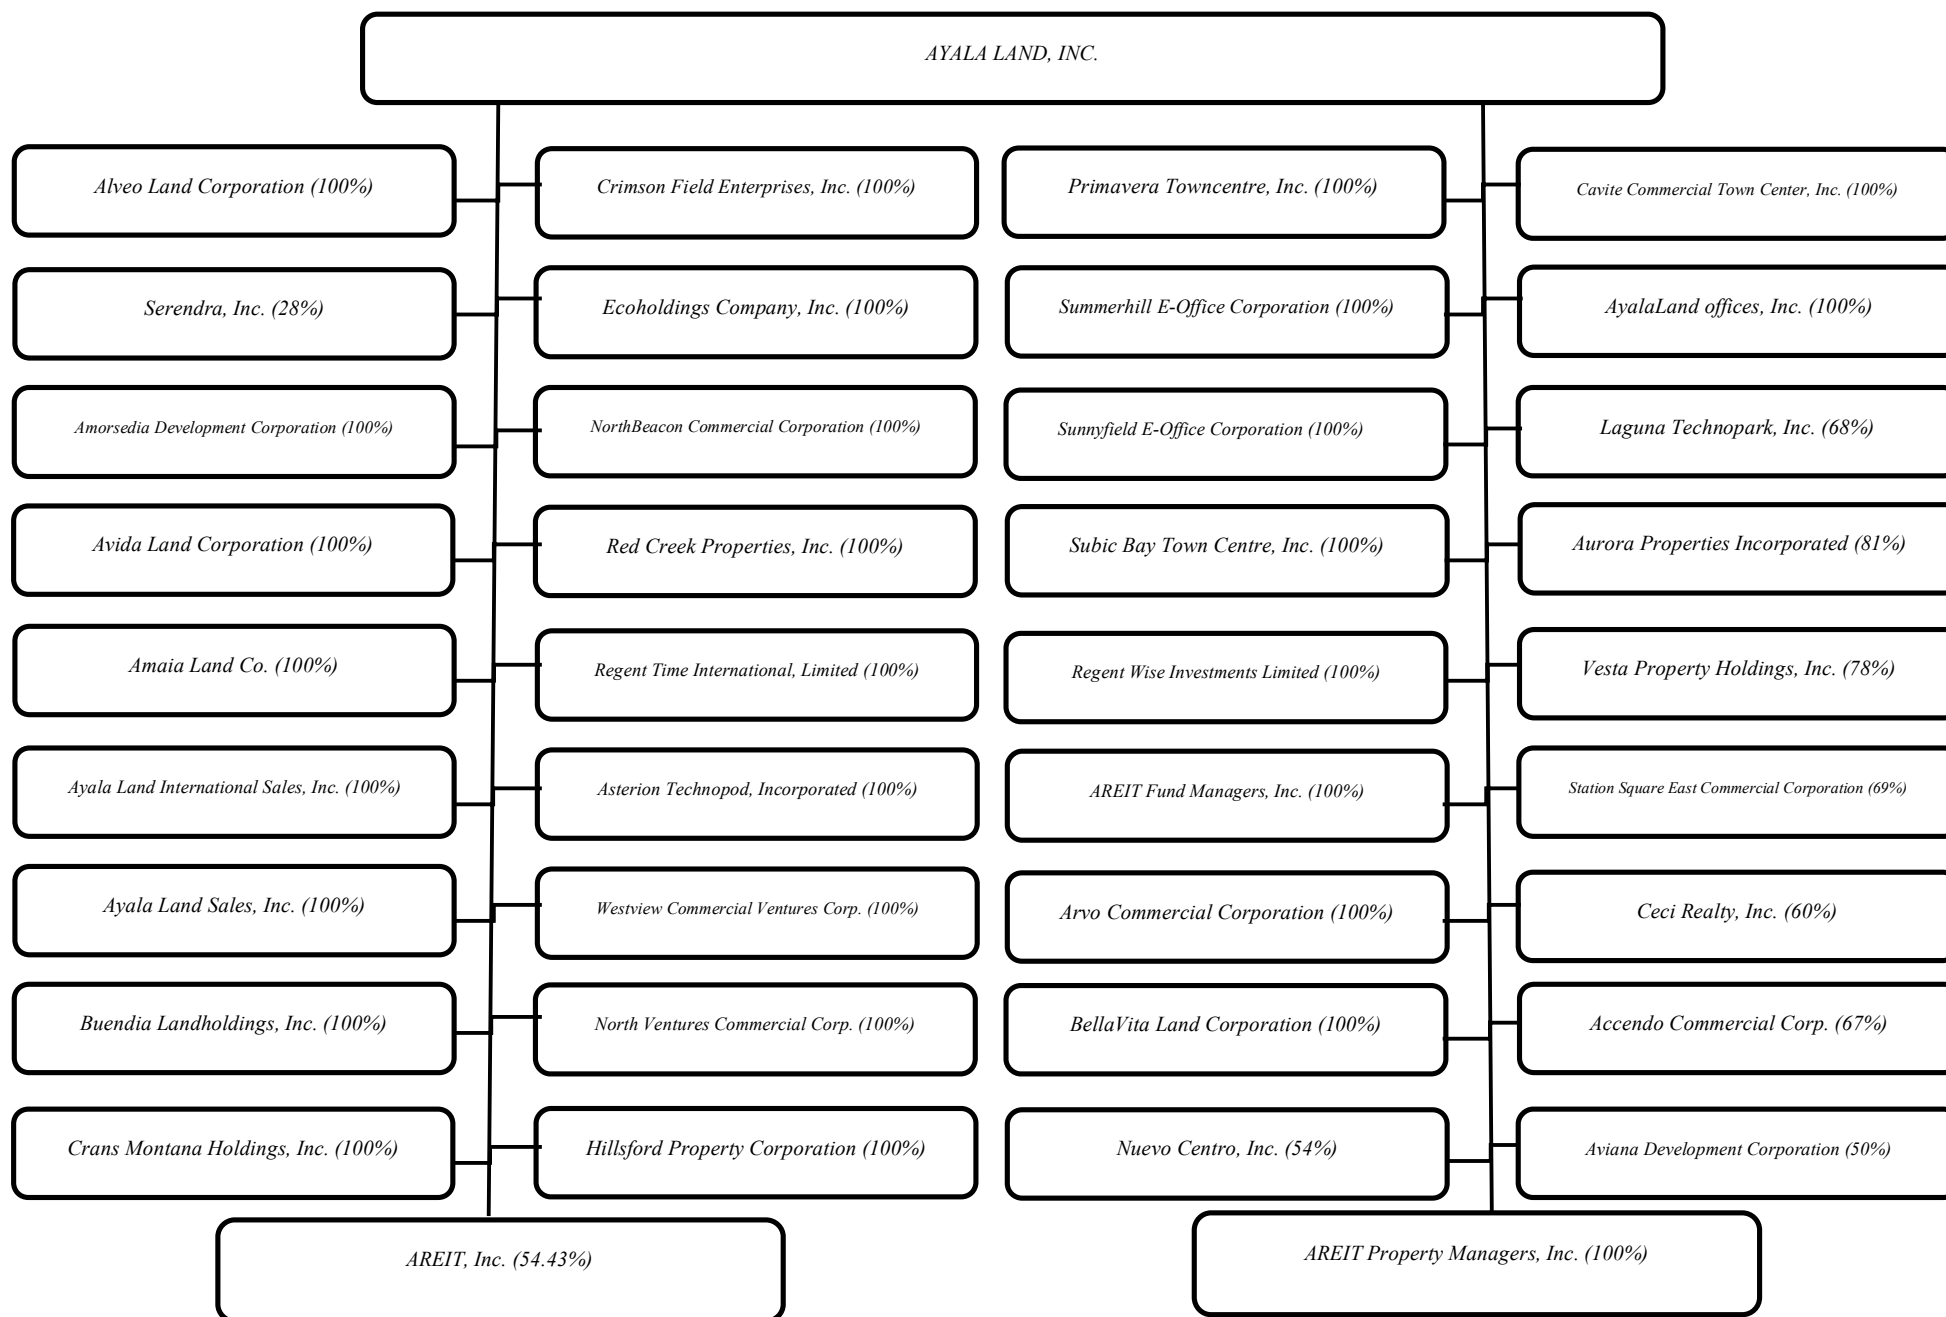 AYALA LAND, INC.
Alveo Land Corporation (100%)
Crimson Field Enterprises, Inc. (100%)
Primavera Towncentre, Inc. (100%)
Cavite Commercial Town Center, Inc. (100%)
Serendra, Inc. (28%)
Ecoholdings Company, Inc. (100%)
Summerhill E-Office Corporation (100%)
AyalaLand offices, Inc. (100%)
Amorsedia Development Corporation (100%)
NorthBeacon Commercial Corporation (100%)
Sunnyfield E-Office Corporation (100%)
Laguna Technopark, Inc. (68%)
Avida Land Corporation (100%)
Red Creek Properties, Inc. (100%)
Subic Bay Town Centre, Inc. (100%)
Aurora Properties Incorporated (81%)
Amaia Land Co. (100%)
Regent Time International, Limited (100%)
Regent Wise Investments Limited (100%)
Vesta Property Holdings, Inc. (78%)
Ayala Land International Sales, Inc. (100%)
Asterion Technopod, Incorporated (100%)
AREIT Fund Managers, Inc. (100%)
Station Square East Commercial Corporation (69%)
Ayala Land Sales, Inc. (100%)
Westview Commercial Ventures Corp. (100%)
Arvo Commercial Corporation (100%)
Ceci Realty, Inc. (60%)
Buendia Landholdings, Inc. (100%)
North Ventures Commercial Corp. (100%)
BellaVita Land Corporation (100%)
Accendo Commercial Corp. (67%)
Crans Montana Holdings, Inc. (100%)
Hillsford Property Corporation (100%)
Nuevo Centro, Inc. (54%)
Aviana Development Corporation (50%)
AREIT, Inc. (54.43%)
AREIT Property Managers, Inc. (100%)